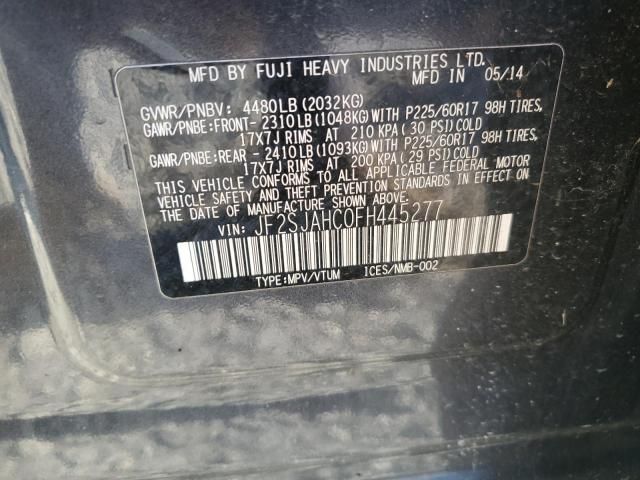 MFD BY FUJI HEAVY INDUSTRIES LTD.
MFD IN 05/14
GVWR/PNBV: 4480LB(2032KG)
GAWR/PNBE:FRONT-2310LB(1048KG)WITH P225/60R17 98H TIRES,
17X7J RIMS AT 210 KPA(30 PSI)COLD
GAWR/PNBE:REAR -2410LB(1093KG)WITH P225/60R17 98H TIRES,
17X7J RIMS AT 200 KPA(29 PSI)COLD
THIS VEHICLE CONFORMS TO ALL APPLICABLE FEDERAL MOTOR
VEHICLE SAFETY AND THEFT PREVENTION STANDARDS IN EFFECT ON
THE DATE OF MANUFACTURE SHOWN ABOVE.
VIN: JF2SJAHC0FH445277
TYPE:MPV/VTUM ICES/NMB-002